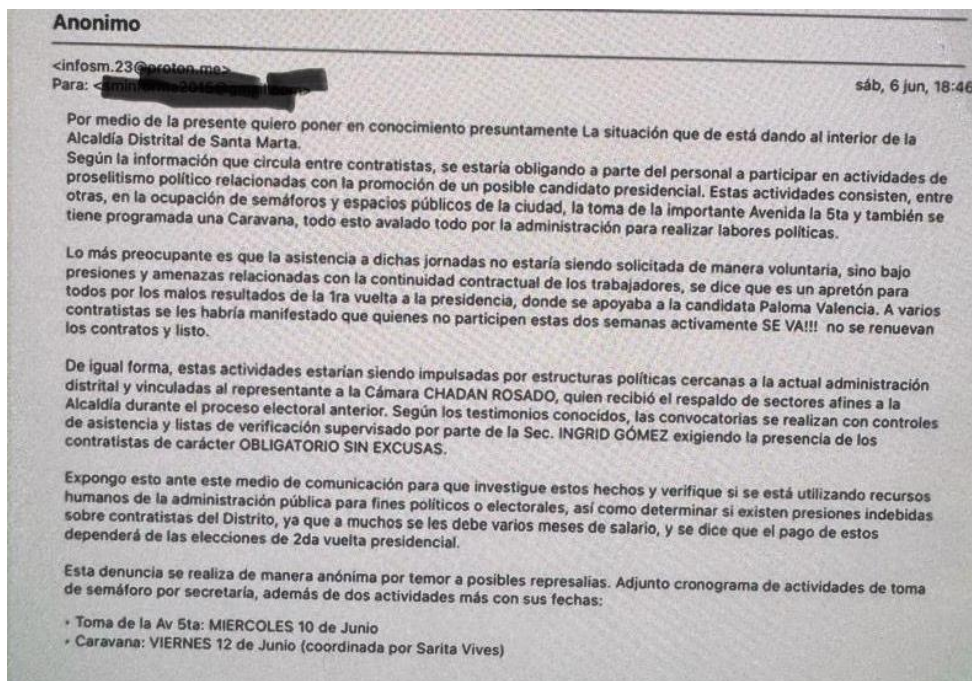 Anonimo
<infosm.23@proton.me>
Para: <
sáb, 6 jun, 18:46
Por medio de la presente quiero poner en conocimiento presuntamente La situación que de está dando al interior de la
Alcaldía Distrital de Santa Marta.
Según la información que circula entre contratistas, se estaría obligando a parte del personal a participar en actividades de
proselitismo político relacionadas con la promoción de un posible candidato presidencial. Estas actividades consisten, entre
otras, en la ocupación de semáforos y espacios públicos de la ciudad, la toma de la importante Avenida la 5ta y también se
tiene programada una Caravana, todo esto avalado todo por la administración para realizar labores políticas.
Lo más preocupante es que la asistencia a dichas jornadas no estaría siendo solicitada de manera voluntaria, sino bajo
presiones y amenazas relacionadas con la continuidad contractual de los trabajadores, se dice que es un apretón para
todos por los malos resultados de la 1ra vuelta a la presidencia, donde se apoyaba a la candidata Paloma Valencia. A varios
contratistas se les habría manifestado que quienes no participen estas dos semanas activamente SE VA!!! no se renuevan
los contratos y listo.
De igual forma, estas actividades estarían siendo impulsadas por estructuras políticas cercanas a la actual administración
distrital y vinculadas al representante a la Cámara CHADAN ROSADO, quien recibió el respaldo de sectores afines a la
Alcaldía durante el proceso electoral anterior. Según los testimonios conocidos, las convocatorias se realizan con controles
de asistencia y listas de verificación supervisado por parte de la Sec. INGRID GÓMEZ exigiendo la presencia de los
contratistas de carácter OBLIGATORIO SIN EXCUSAS.
Expongo esto ante este medio de comunicación para que investigue estos hechos y verifique si se está utilizando recursos
humanos de la administración pública para fines políticos o electorales, así como determinar si existen presiones indebidas
sobre contratistas del Distrito, ya que a muchos se les debe varios meses de salario, y se dice que el pago de estos
dependerá de las elecciones de 2da vuelta presidencial.
Esta denuncia se realiza de manera anónima por temor a posibles represalias. Adjunto cronograma de actividades de toma
de semáforo por secretaría, además de dos actividades más con sus fechas:
• Toma de la Av 5ta: MIERCOLES 10 de Junio
• Caravana: VIERNES 12 de Junio (coordinada por Sarita Vives)